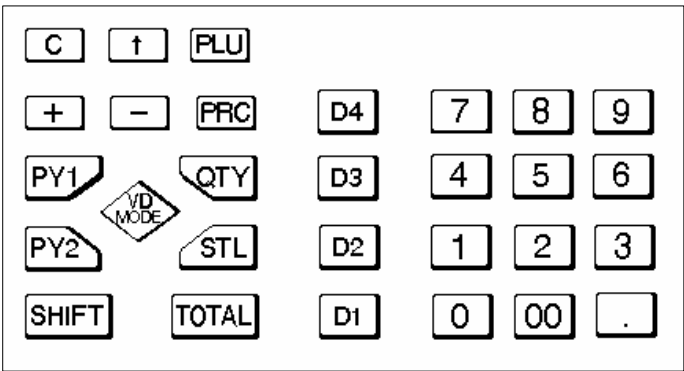 C ↑ PLU
+ − PRC D4 7 8 9
PY1 QTY D3 4 5 6
VD
MODE
PY2 STL D2 1 2 3
SHIFT TOTAL D1 0 00 .